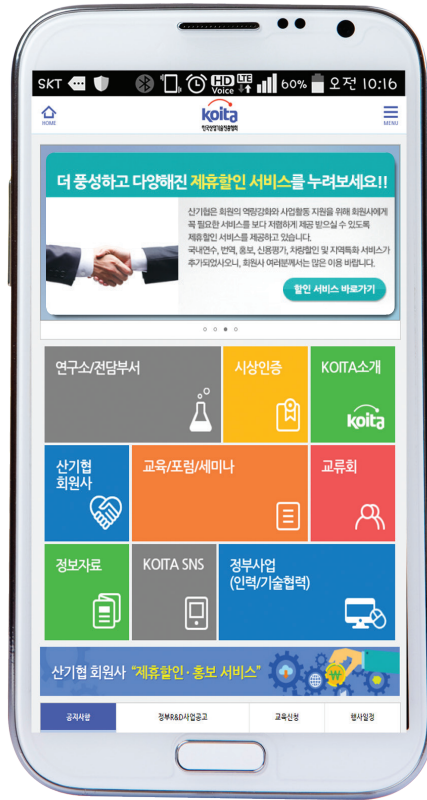 SKT HD Voice LTE 60% 오전 10:16
HOME
koita
한국산업기술진흥협회
MENU
더 풍성하고 다양해진 제휴할인 서비스를 누려보세요!!
산기협은 회원의 역량강화와 사업활동 지원을 위해 회원사에게
꼭 필요한 서비스를 보다 저렴하게 제공 받으실 수 있도록
제휴할인 서비스를 제공하고 있습니다.
국내연수, 번역, 홍보, 신용평가, 차량할인 및 지역특화 서비스가
추가되었사오니, 회원사 여러분께서는 많은 이용 바랍니다.
할인 서비스 바로가기
연구소/전담부서
시상인증
KOITA소개
koita
산기협
회원사
교육/포럼/세미나
교류회
정보자료
KOITA SNS
정부사업
(인력/기술협력)
산기협 회원사 “제휴할인·홍보 서비스”
공지사항
정부R&D사업공고
교육신청
행사일정